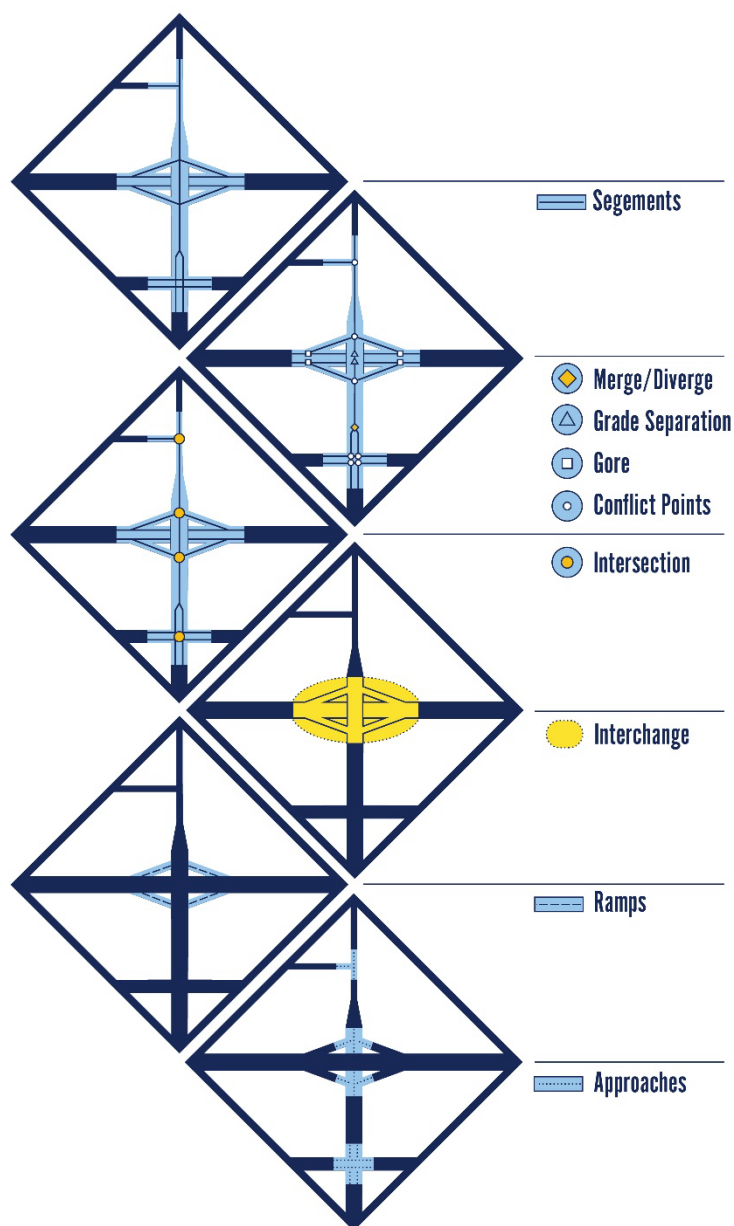 Segements
Merge/Diverge
Grade Separation
Gore
Conflict Points
Intersection
Interchange
Ramps
Approaches